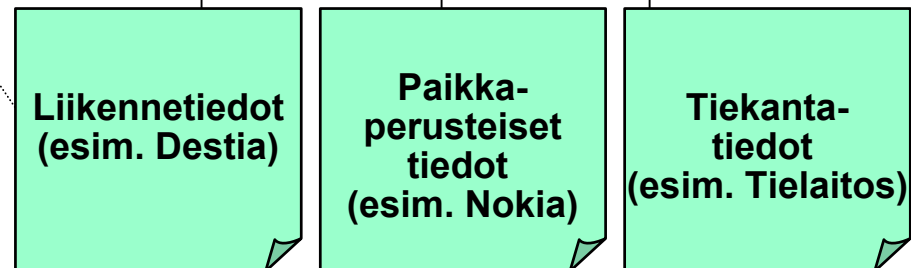 Liikennetiedot
(esim. Destia)
Paikka-
perusteiset
tiedot
(esim. Nokia)
Tiekanta-
tiedot
(esim. Tielaitos)